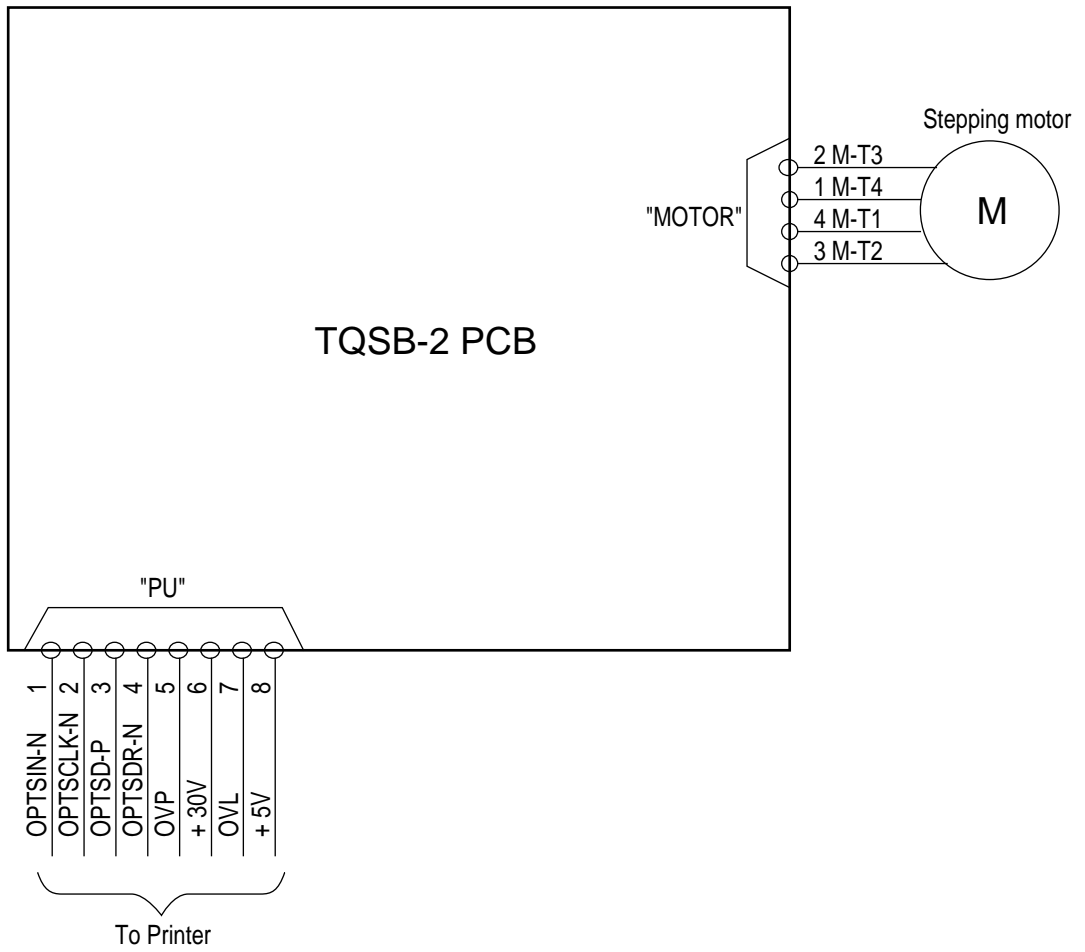 Stepping motor
2 M-T3
1 M-T4
"MOTOR"
4 M-T1
3 M-T2
M
TQSB-2 PCB
"PU"
OPTSIN-N 1
OPTSCLK-N 2
OPTSD-P 3
OPTSDR-N 4
OVP 5
+ 30V 6
OVL 7
+ 5V 8
To Printer